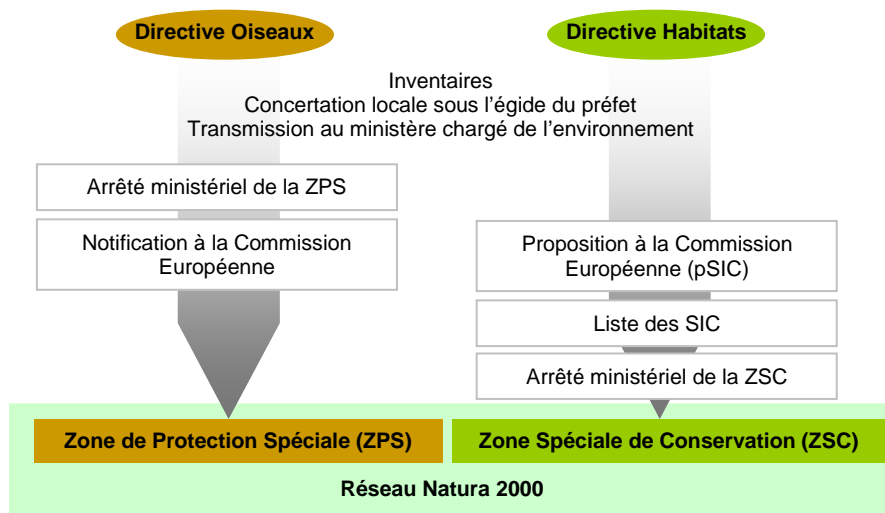 Directive Oiseaux
Directive Habitats
Inventaires
Concertation locale sous l’égide du préfet
Transmission au ministère chargé de l’environnement
Arrêté ministériel de la ZPS
Notification à la Commission
Européenne
Proposition à la Commission
Européenne (pSIC)
Liste des SIC
Arrêté ministériel de la ZSC
Zone de Protection Spéciale (ZPS)
Zone Spéciale de Conservation (ZSC)
Réseau Natura 2000